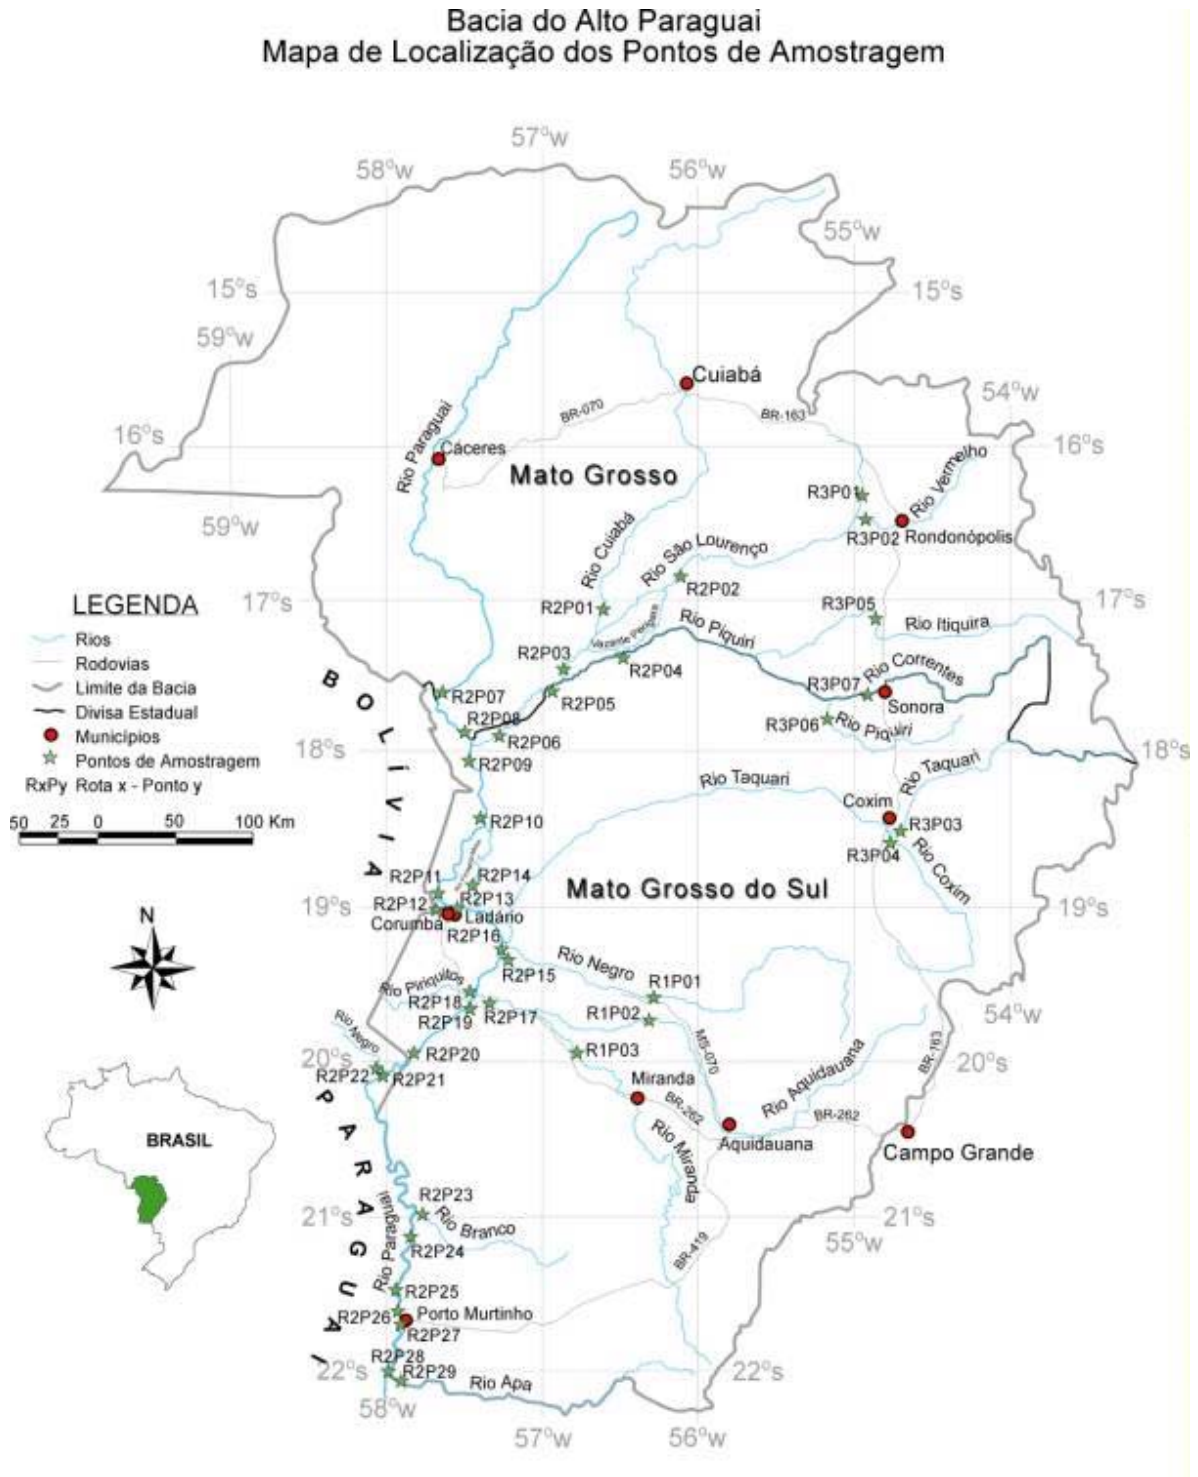 Bacia do Alto Paraguai
Mapa de Localização dos Pontos de Amostragem
57°w
58°w
56°w
55°w
15°s
15°s
59°w
Cuiabá
54°w
BR-070
BR-163
16°s
Rio Paraguai
Cáceres
16°s
Mato Grosso
Rio Vermelho
R3P01
59°w
Rio Cuiabá
R3P02
Rondonópolis
Rio São Lourenço
R2P02
17°s
R2P01
R3P05
17°s
LEGENDA
Rios
Rodovias
Limite da Bacia
Divisa Estadual
Municípios
Pontos de Amostragem
RxPy Rota x - Ponto y
50 25 0 50 100 Km
Rio Piquiri
Rio Itiquira
R2P03
R2P04
Rio Correntes
R3P07
BOLÍVIA
R2P07
R2P05
Sonora
R2P08
R3P06
Rio Piquiri
R2P06
18°s
18°s
R2P09
Rio Taquari
Rio Taquari
Coxim
R2P10
R3P03
R3P04
Rio Coxim
R2P11
R2P14
Mato Grosso do Sul
R2P13
R2P12
19°s
19°s
Corumbá
Ladário
N
R2P16
Rio Negro
R2P15
Rio Piriquitos
R1P01
R2P18
R2P17
R1P02
R2P19
54°w
Rio Negro
MS-070
BR-163
R2P20
R1P03
20°s
20°s
R2P22
R2P21
Miranda
Rio Aquidauana
BR-262
BR-262
PARAGUAI
BRASIL
Aquidauana
Campo Grande
Rio Miranda
R2P23
21°s
21°s
Rio Branco
55°w
Rio Paraguai
R2P24
BR-419
R2P25
R2P26
Porto Murtinho
R2P27
R2P28
22°s
R2P29
22°s
Rio Apa
58°w
57°w
56°w